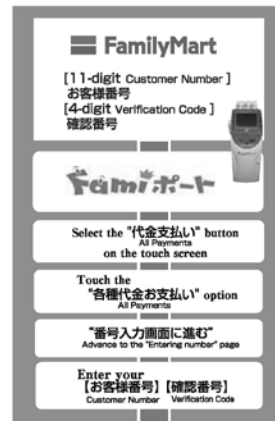 FamilyMart
[11-digit Customer Number ]
お客様番号
[4-digit Verification Code ]
確認番号
Famiポート
Select the "代金支払い" button
All Payments
on the touch screen
Touch the
"各種代金お支払い" option
All Payments
"番号入力画面に進む"
Advance to the "Entering number" page
Enter your
【お客様番号】【確認番号】
Customer Number Verification Code